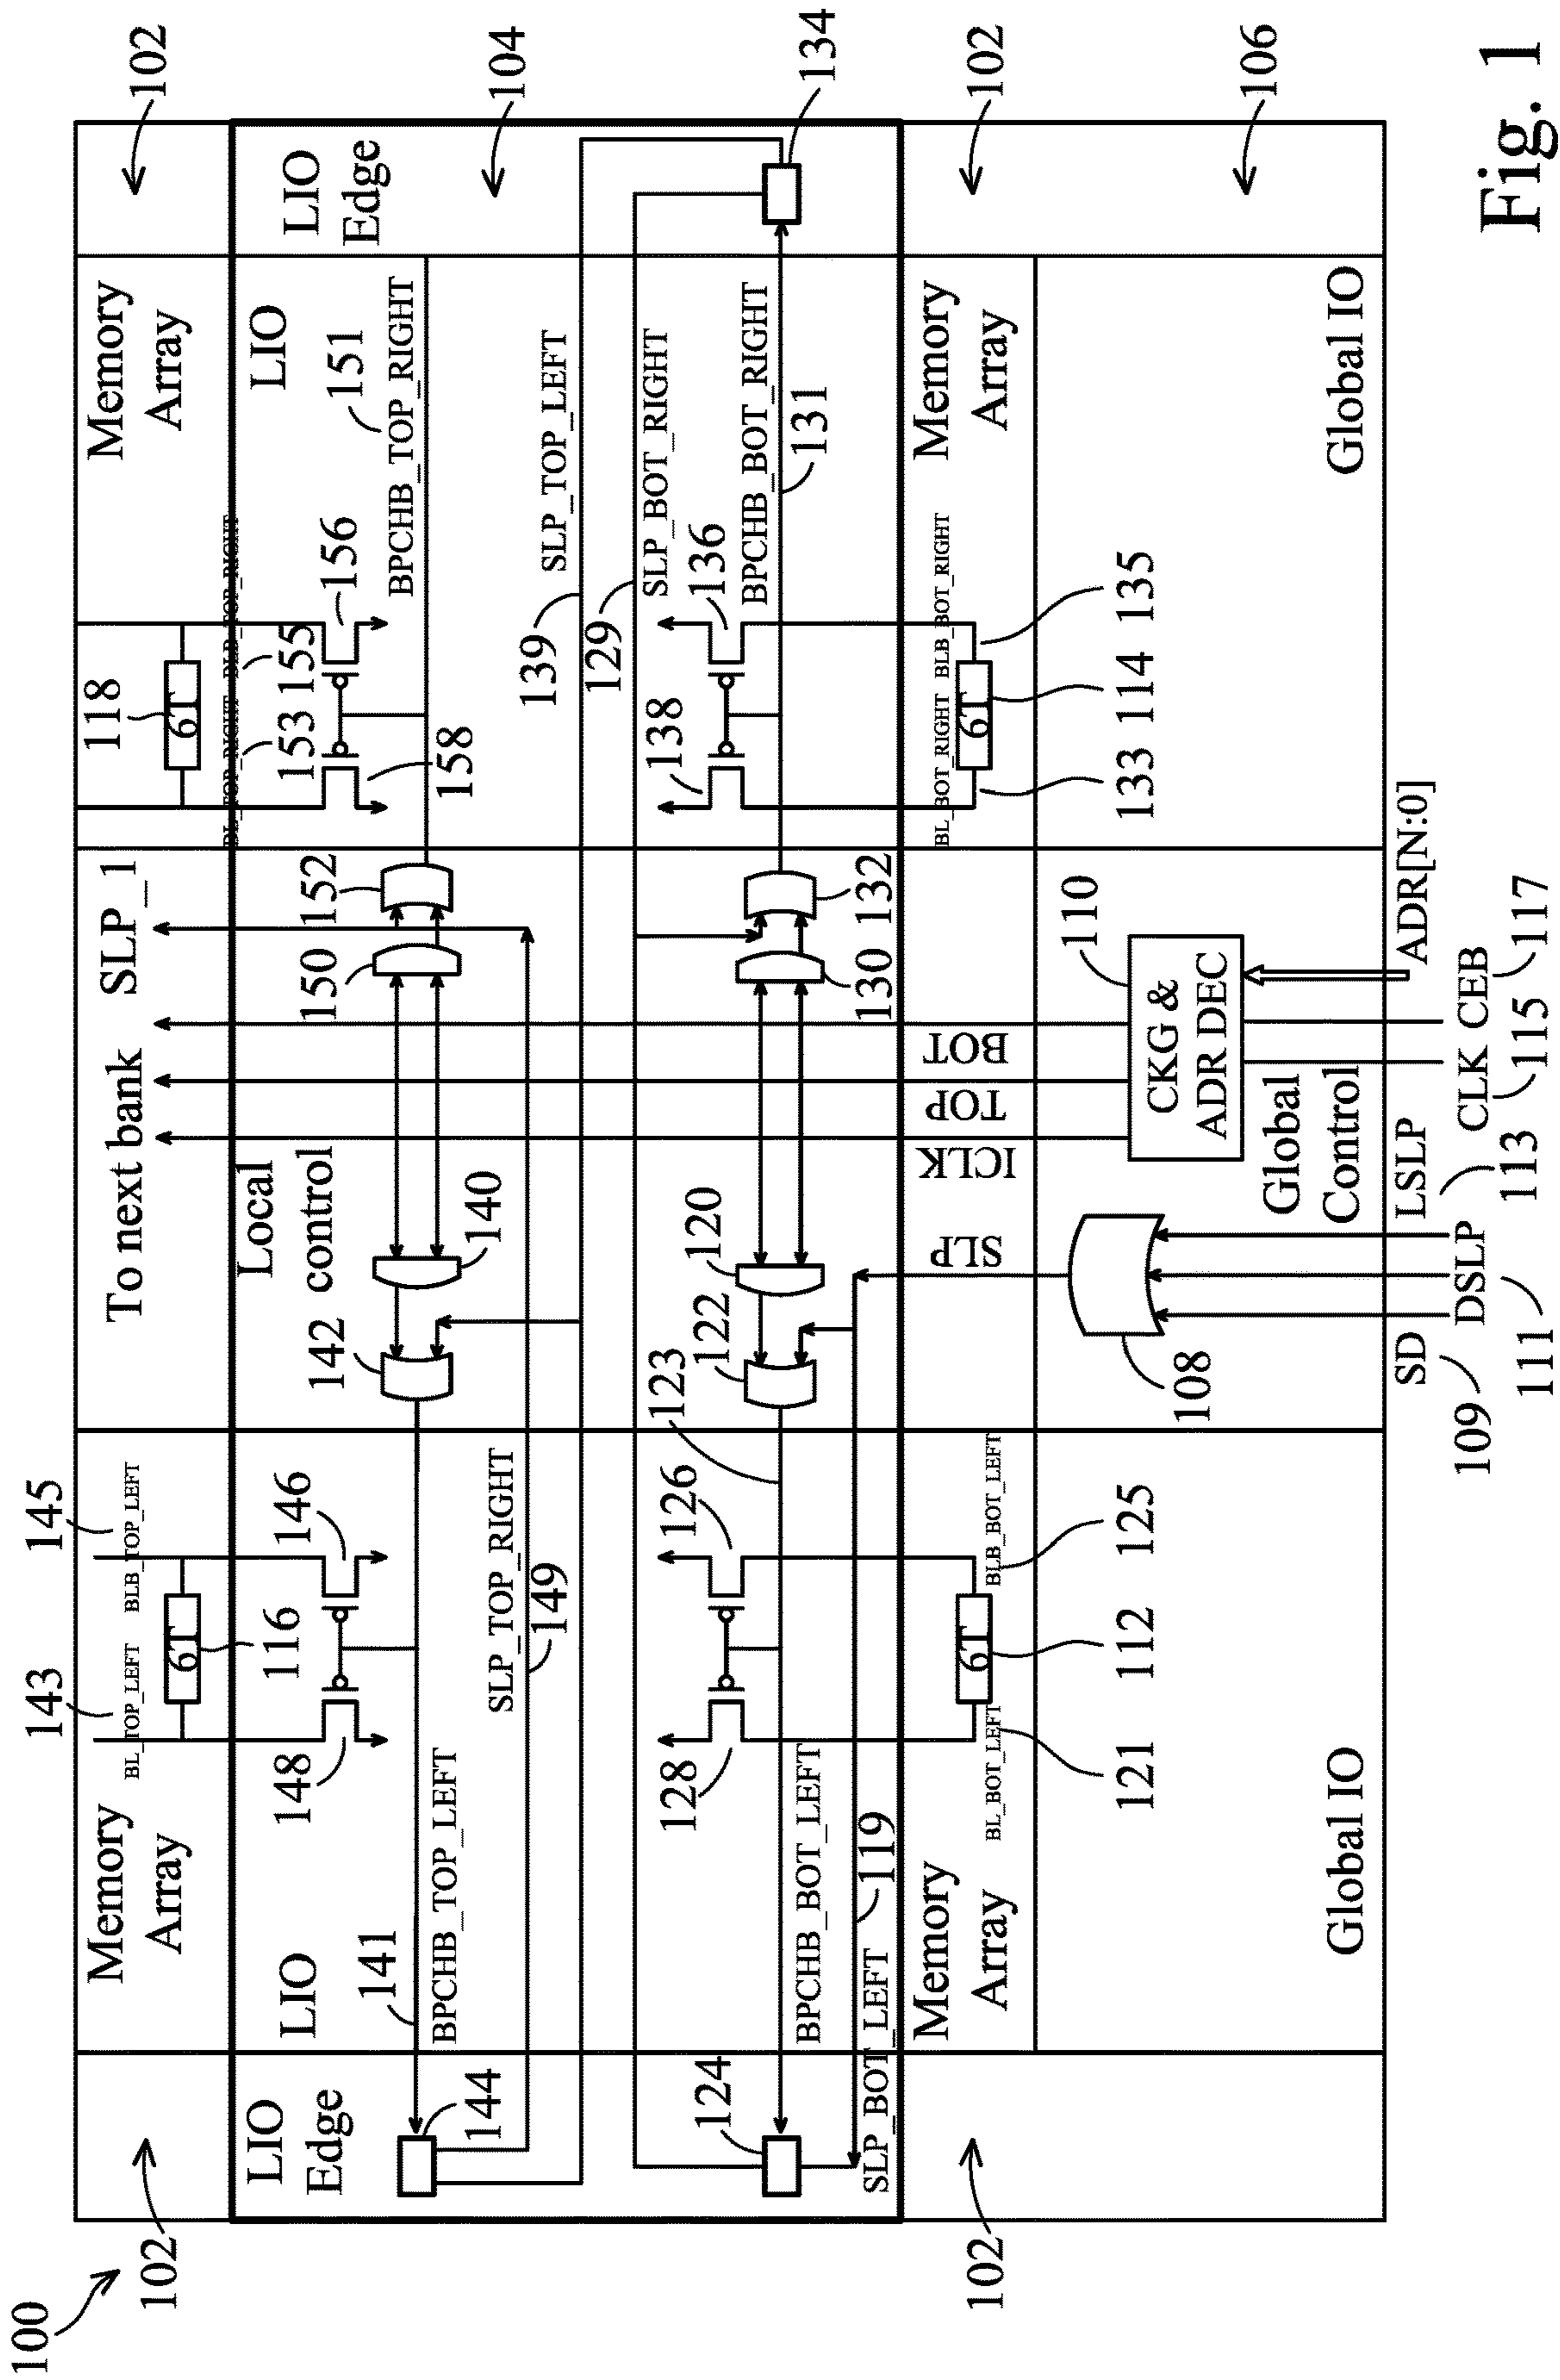 Fig. 1
100
102
102
104
102
102
106
134
LIO
Edge
LIO
Edge
Memory
Array
143
BL_TOP_LEFT
145
BLB_TOP_LEFT
6T
116
To next bank
SLP_1
Memory
Array
118
6T
BL_TOP_RIGHT
153
BLB_TOP_RIGHT
155
LIO
148
146
Local
control
142
140
150
152
158
156
LIO
151
BPCHB_TOP_RIGHT
141
BPCHB_TOP_LEFT
144
SLP_TOP_RIGHT
149
139
SLP_TOP_LEFT
129
SLP_BOT_RIGHT
128
126
123
122
120
130
132
138
136
BPCHB_BOT_RIGHT
131
124
BPCHB_BOT_LEFT
SLP_BOT_LEFT
119
Memory
Array
BL_BOT_LEFT
BLB_BOT_LEFT
6T
121
112
125
SLP
ICLK
TOP
BOT
Memory
Array
BL_BOT_RIGHT
BLB_BOT_RIGHT
6T
133
114
135
Global IO
108
110
CKG &
ADR DEC
Global
Control
Global IO
SD
DSLP
LSLP
CLK
CEB
ADR[N:0]
109
111
113
115
117